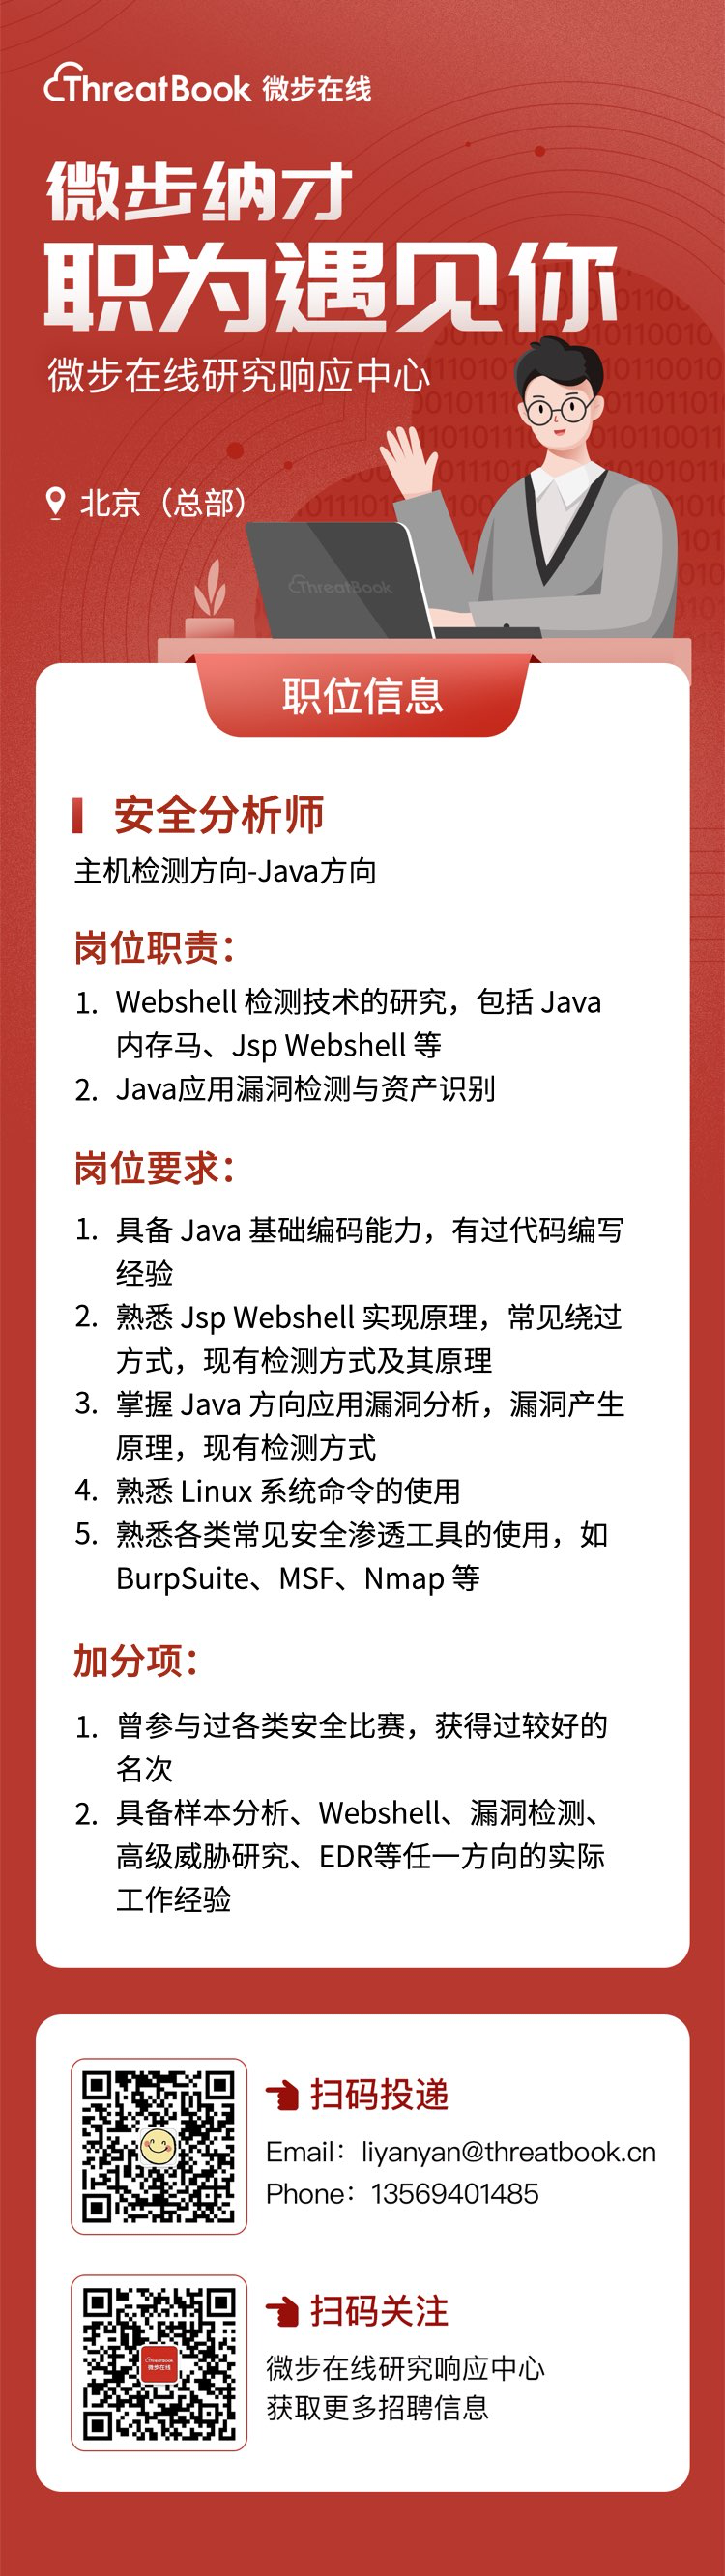 ThreatBook 微步在线
微步纳才
职为遇见你
微步在线研究响应中心
北京（总部）
ThreatBook
职位信息
安全分析师
主机检测方向-Java方向
岗位职责：
1. Webshell 检测技术的研究，包括 Java
内存马、Jsp Webshell 等
2. Java应用漏洞检测与资产识别
岗位要求：
1. 具备 Java 基础编码能力，有过代码编写
经验
2. 熟悉 Jsp Webshell 实现原理，常见绕过
方式，现有检测方式及其原理
3. 掌握 Java 方向应用漏洞分析，漏洞产生
原理，现有检测方式
4. 熟悉 Linux 系统命令的使用
5. 熟悉各类常见安全渗透工具的使用，如
BurpSuite、MSF、Nmap 等
加分项：
1. 曾参与过各类安全比赛，获得过较好的
名次
2. 具备样本分析、Webshell、漏洞检测、
高级威胁研究、EDR等任一方向的实际
工作经验
扫码投递
Email：liyanyan@threatbook.cn
Phone：13569401485
扫码关注
ThreatBook
微步在线
微步在线研究响应中心
获取更多招聘信息